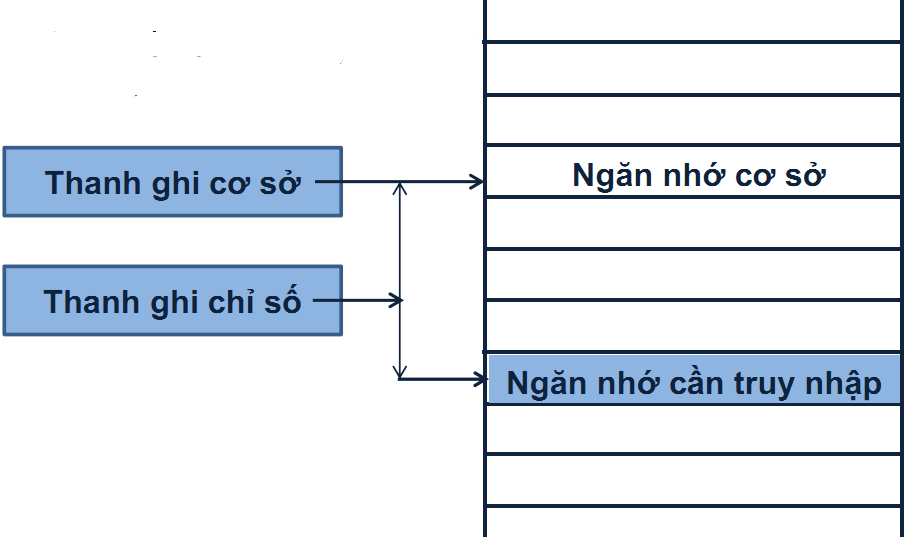 Thanh ghi cơ sở
Ngăn nhớ cơ sở
Thanh ghi chỉ số
Ngăn nhớ cần truy nhập